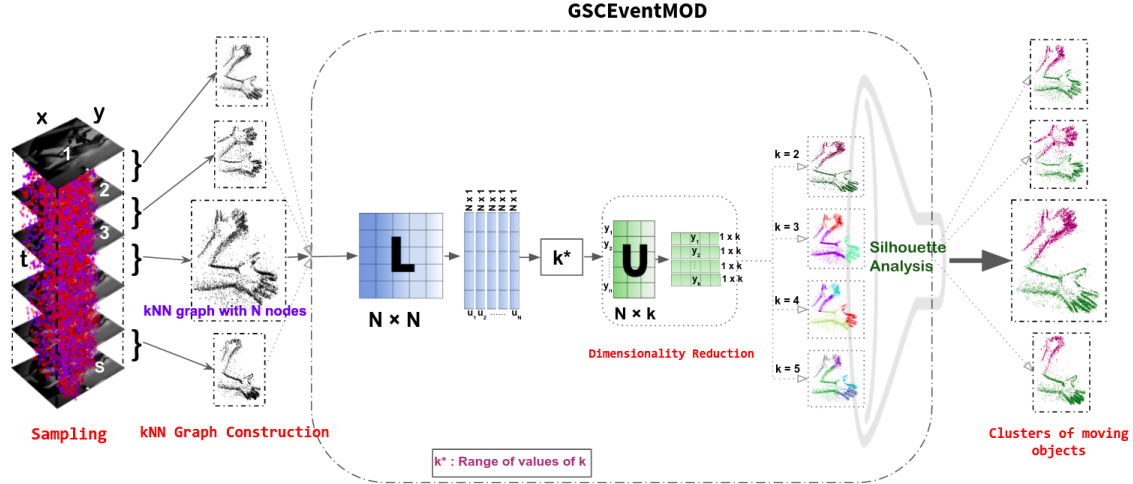 GSCEventMOD
x
y
1
2
3
t
s
}
}
}
}
Sampling
kNN graph with N nodes
kNN Graph Construction
L
N × N
N X 1
N X 1
N X 1
N X 1
N X 1
u1 u2 ...... uN
k*
y1
y2
yn
U
N × k
y1
y2
yk
1 x k
1 x k
1 x k
1 x k
Dimensionality Reduction
k = 2
k = 3
k = 4
k = 5
Silhouette
Analysis
k* : Range of values of k
Clusters of moving
objects